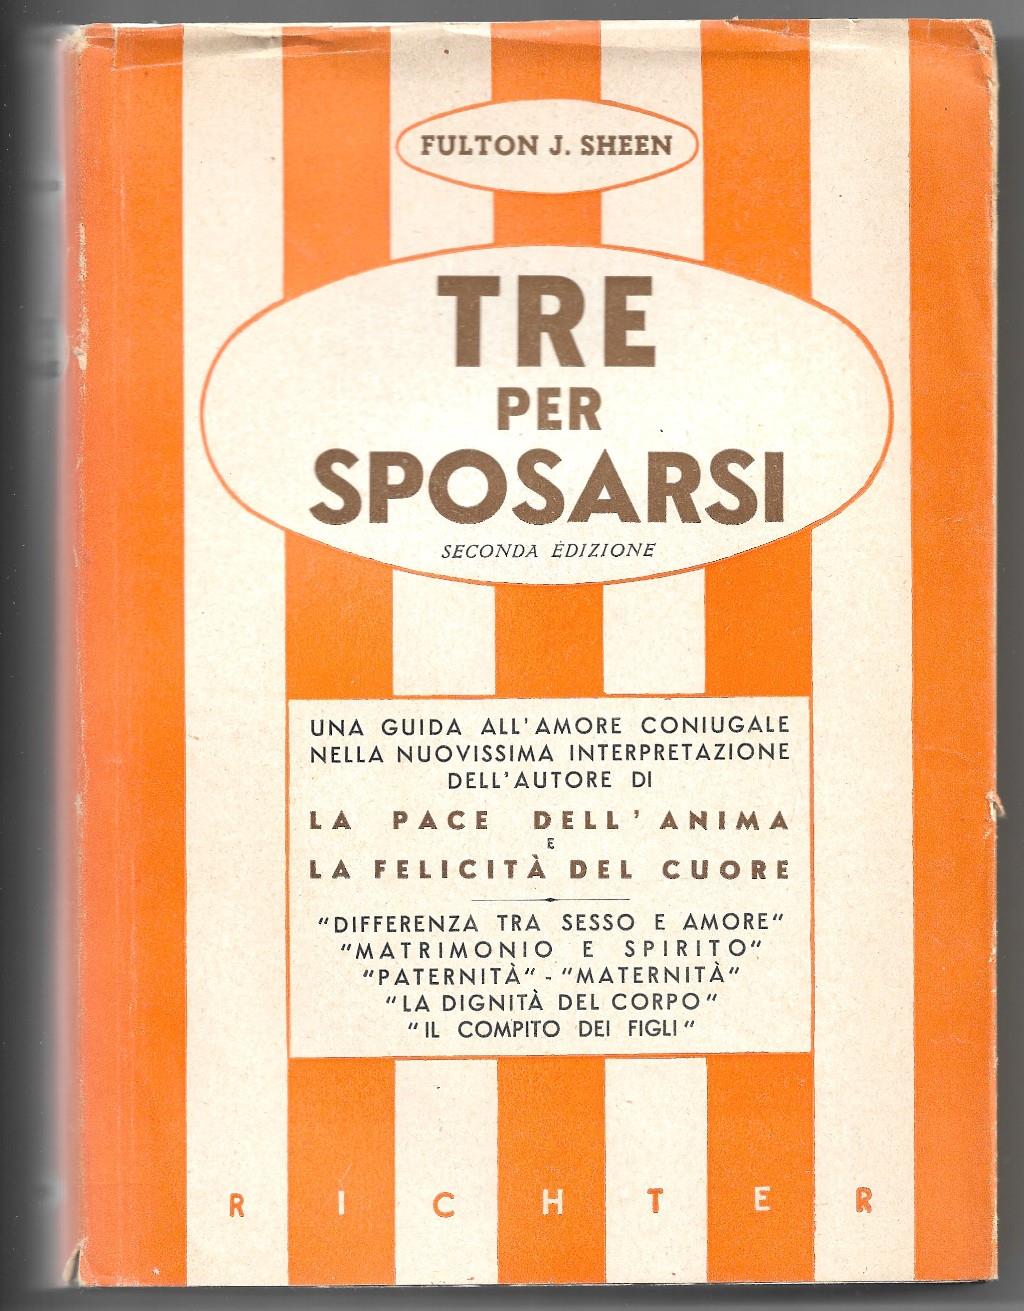 FULTON J. SHEEN
TRE
PER
SPOSARSI
SECONDA EDIZIONE
UNA GUIDA ALL'AMORE CONIUGALE
NELLA NUOVISSIMA INTERPRETAZIONE
DELL'AUTORE DI
LA PACE DELL'ANIMA
E
LA FELICITÀ DEL CUORE
"DIFFERENZA TRA SESSO E AMORE"
"MATRIMONIO E SPIRITO"
"PATERNITÀ" - "MATERNITÀ"
"LA DIGNITÀ DEL CORPO"
"IL COMPITO DEI FIGLI"
RICHTER